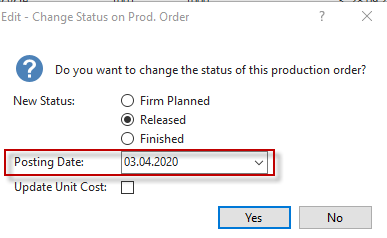 Edit - Change Status on Prod. Order
Do you want to change the status of this production order?
New Status:
Firm Planned
Released
Finished
Posting Date: 03.04.2020
Update Unit Cost:
Yes No